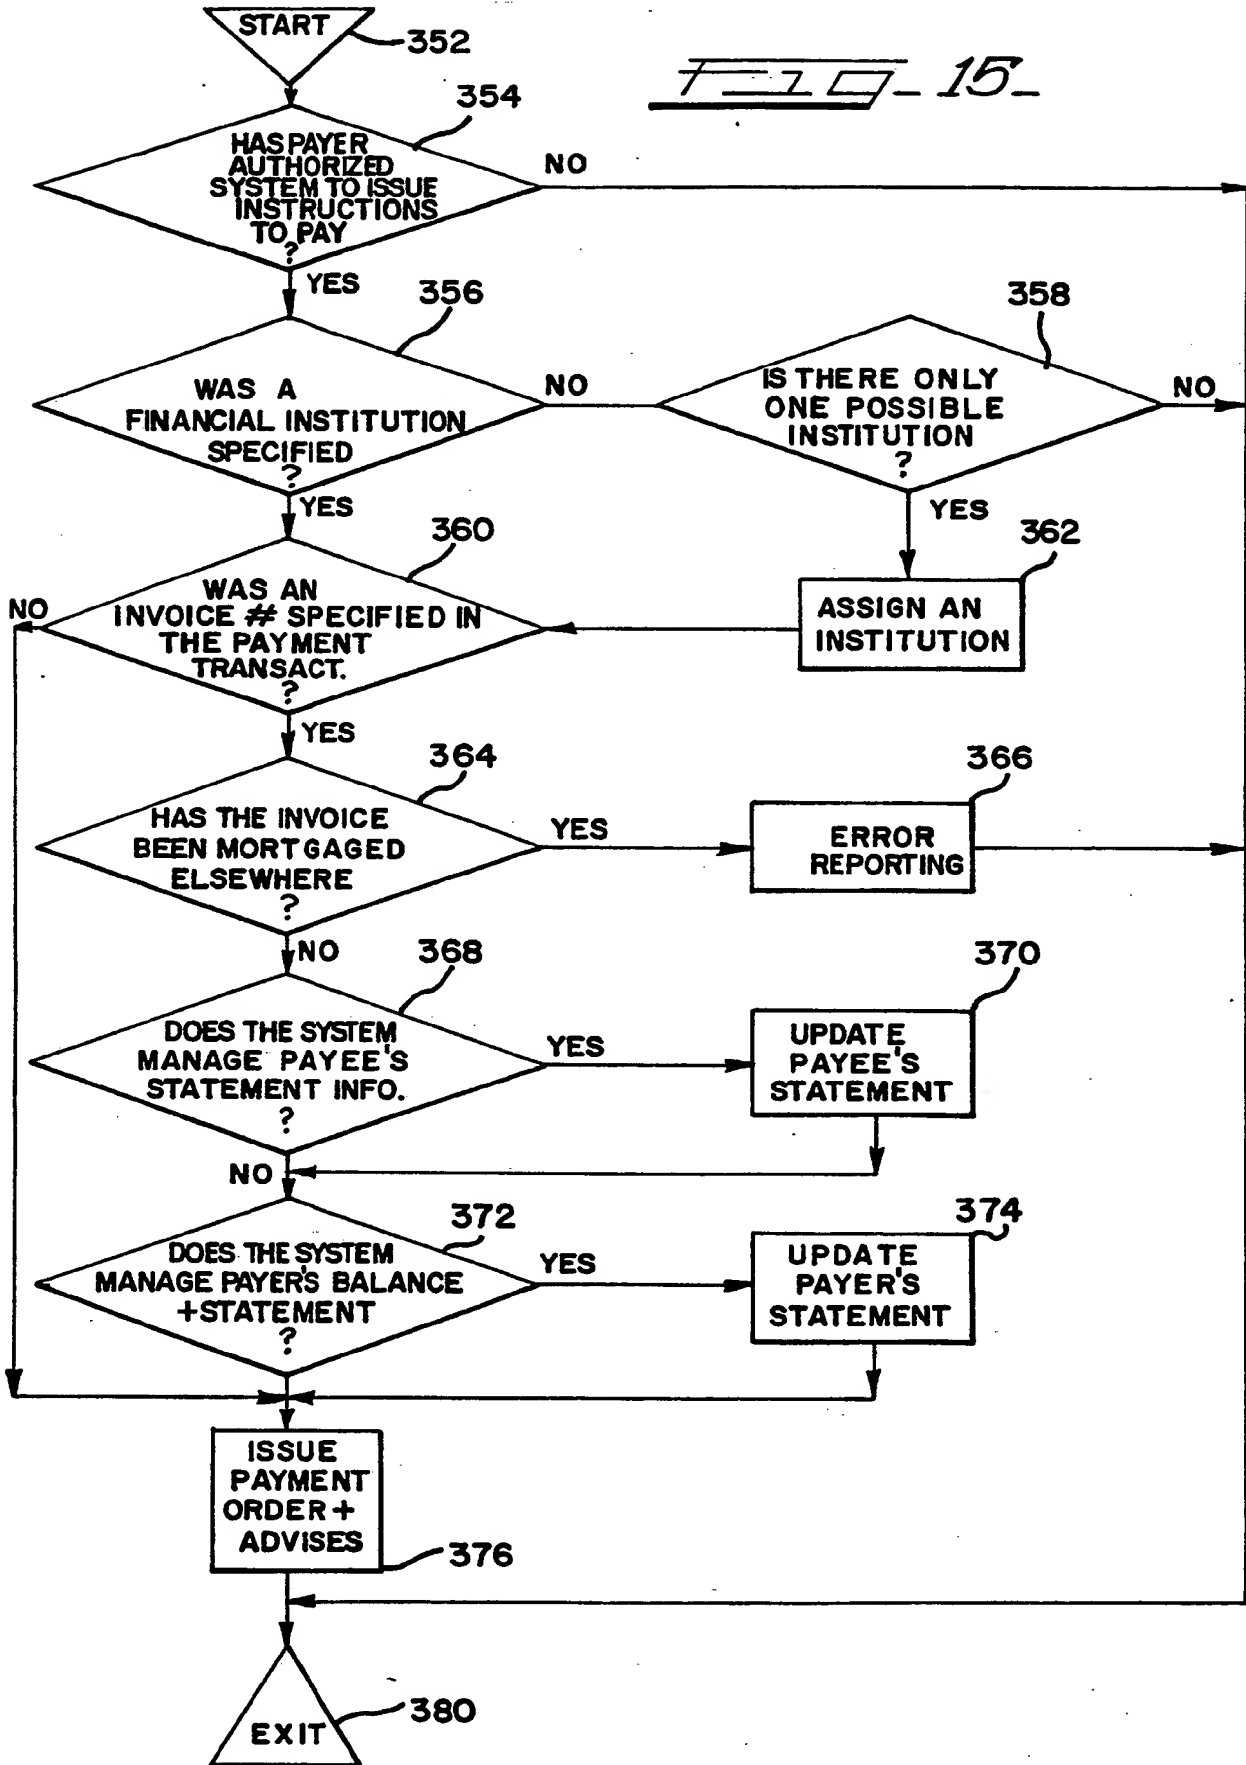 START
352
Fig_15_
354
HAS PAYER
AUTHORIZED
SYSTEM TO ISSUE
INSTRUCTIONS
TO PAY
?
NO
YES
356
358
WAS A
FINANCIAL INSTITUTION
SPECIFIED
?
NO
IS THERE ONLY
ONE POSSIBLE
INSTITUTION
?
NO
YES
YES
360
362
NO
WAS AN
INVOICE # SPECIFIED IN
THE PAYMENT
TRANSACT.
?
ASSIGN AN
INSTITUTION
YES
364
366
HAS THE INVOICE
BEEN MORTGAGED
ELSEWHERE
?
YES
ERROR
REPORTING
NO
368
370
DOES THE SYSTEM
MANAGE PAYEE'S
STATEMENT INFO.
?
YES
UPDATE
PAYEE'S
STATEMENT
NO
372
374
DOES THE SYSTEM
MANAGE PAYER'S BALANCE
+STATEMENT
?
YES
UPDATE
PAYER'S
STATEMENT
ISSUE
PAYMENT
ORDER +
ADVISES
376
EXIT
380